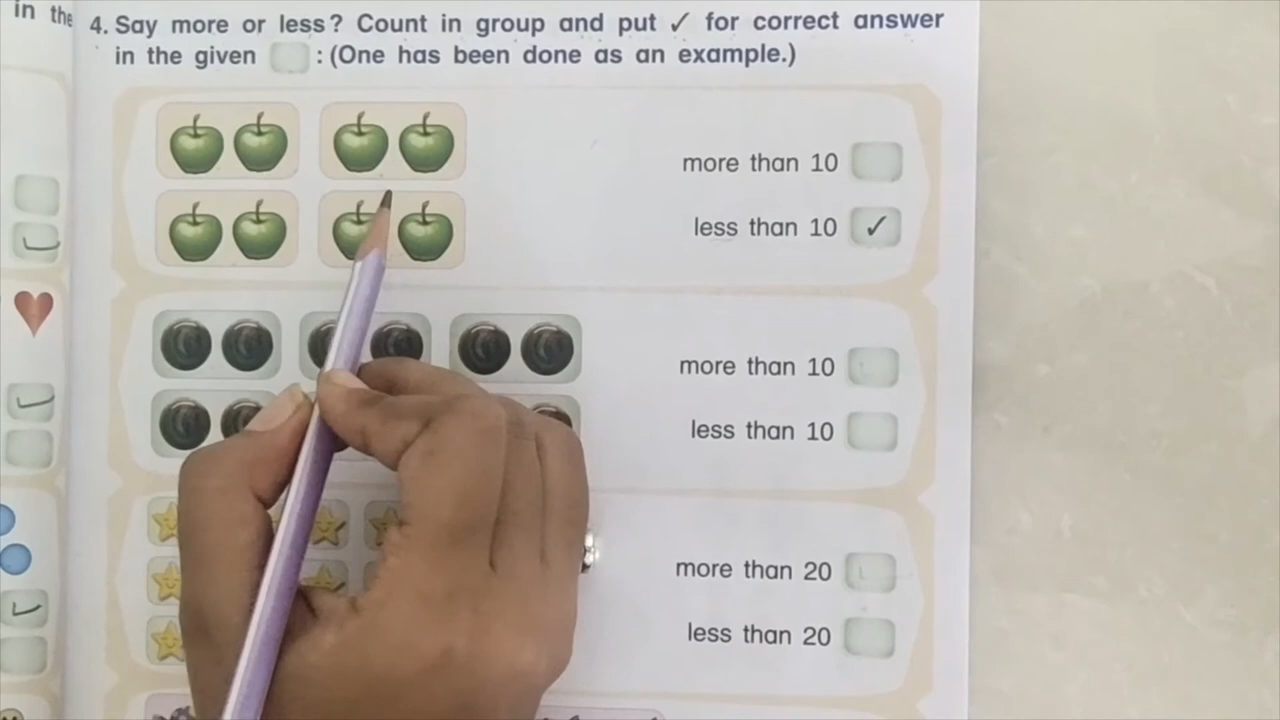 in the
4. Say more or less? Count in group and put ✓ for correct answer
in the given : (One has been done as an example.)
more than 10
less than 10 ✓
more than 10
less than 10
more than 20
less than 20